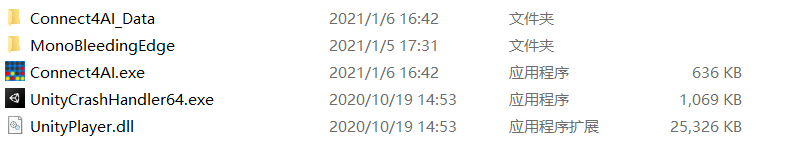 Connect4AI_Data 2021/1/6 16:42 文件夹
MonoBleedingEdge 2021/1/5 17:31 文件夹
Connect4AI.exe 2021/1/6 16:42 应用程序 636 KB
UnityCrashHandler64.exe 2020/10/19 14:53 应用程序 1,069 KB
UnityPlayer.dll 2020/10/19 14:53 应用程序扩展 25,326 KB